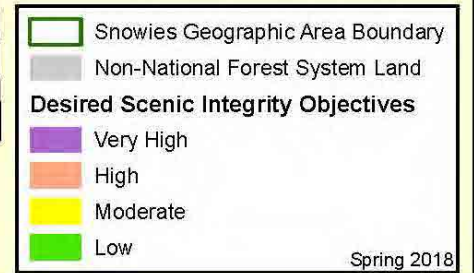 Snowies Geographic Area Boundary
Non-National Forest System Land
Desired Scenic Integrity Objectives
Very High
High
Moderate
Low
Spring 2018